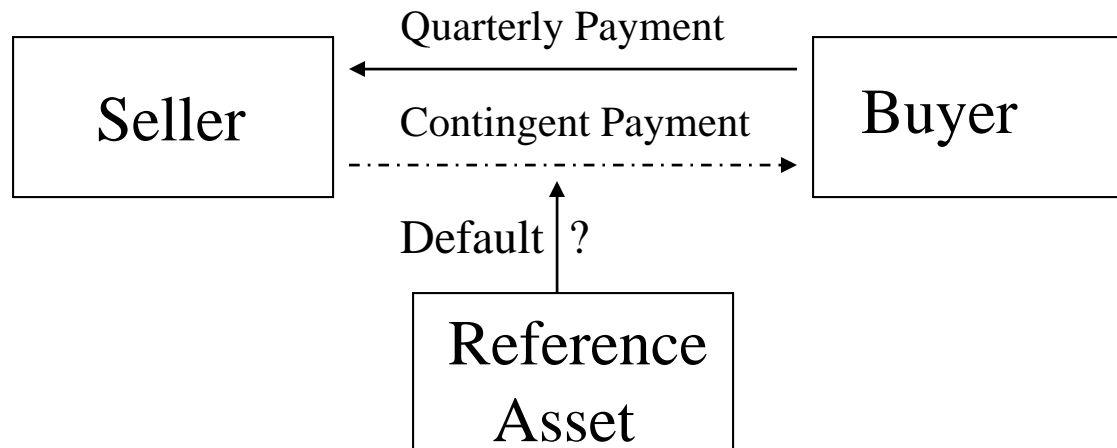 Quarterly Payment
Seller
Contingent Payment
Buyer
Default ?
Reference
Asset